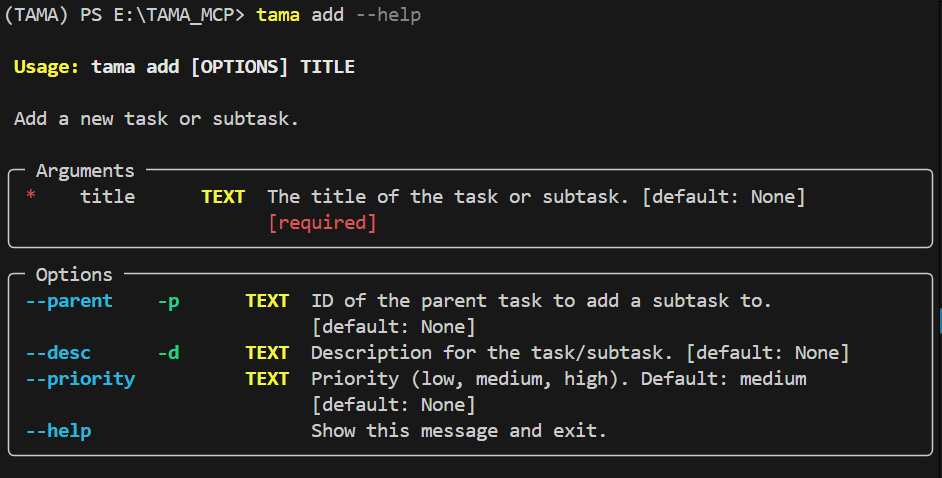 (TAMA) PS E:\TAMA_MCP> tama add --help
Usage: tama add [OPTIONS] TITLE
Add a new task or subtask.
Arguments
* title TEXT The title of the task or subtask. [default: None]
[required]
Options
--parent -p TEXT ID of the parent task to add a subtask to.
[default: None]
--desc -d TEXT Description for the task/subtask. [default: None]
--priority TEXT Priority (low, medium, high). Default: medium
[default: None]
--help Show this message and exit.